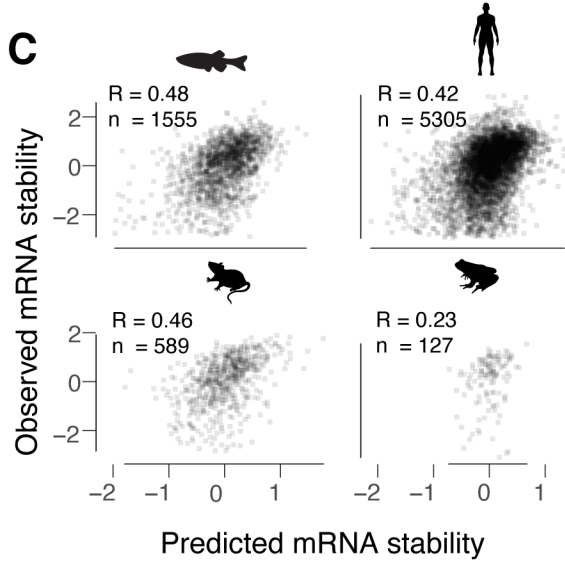 C
R = 0.48
n = 1555
R = 0.42
n = 5305
2
0
−2
R = 0.46
n = 589
R = 0.23
n = 127
2
0
−2
−2 −1 0 1
−2 −1 0 1
Observed mRNA stability
Predicted mRNA stability